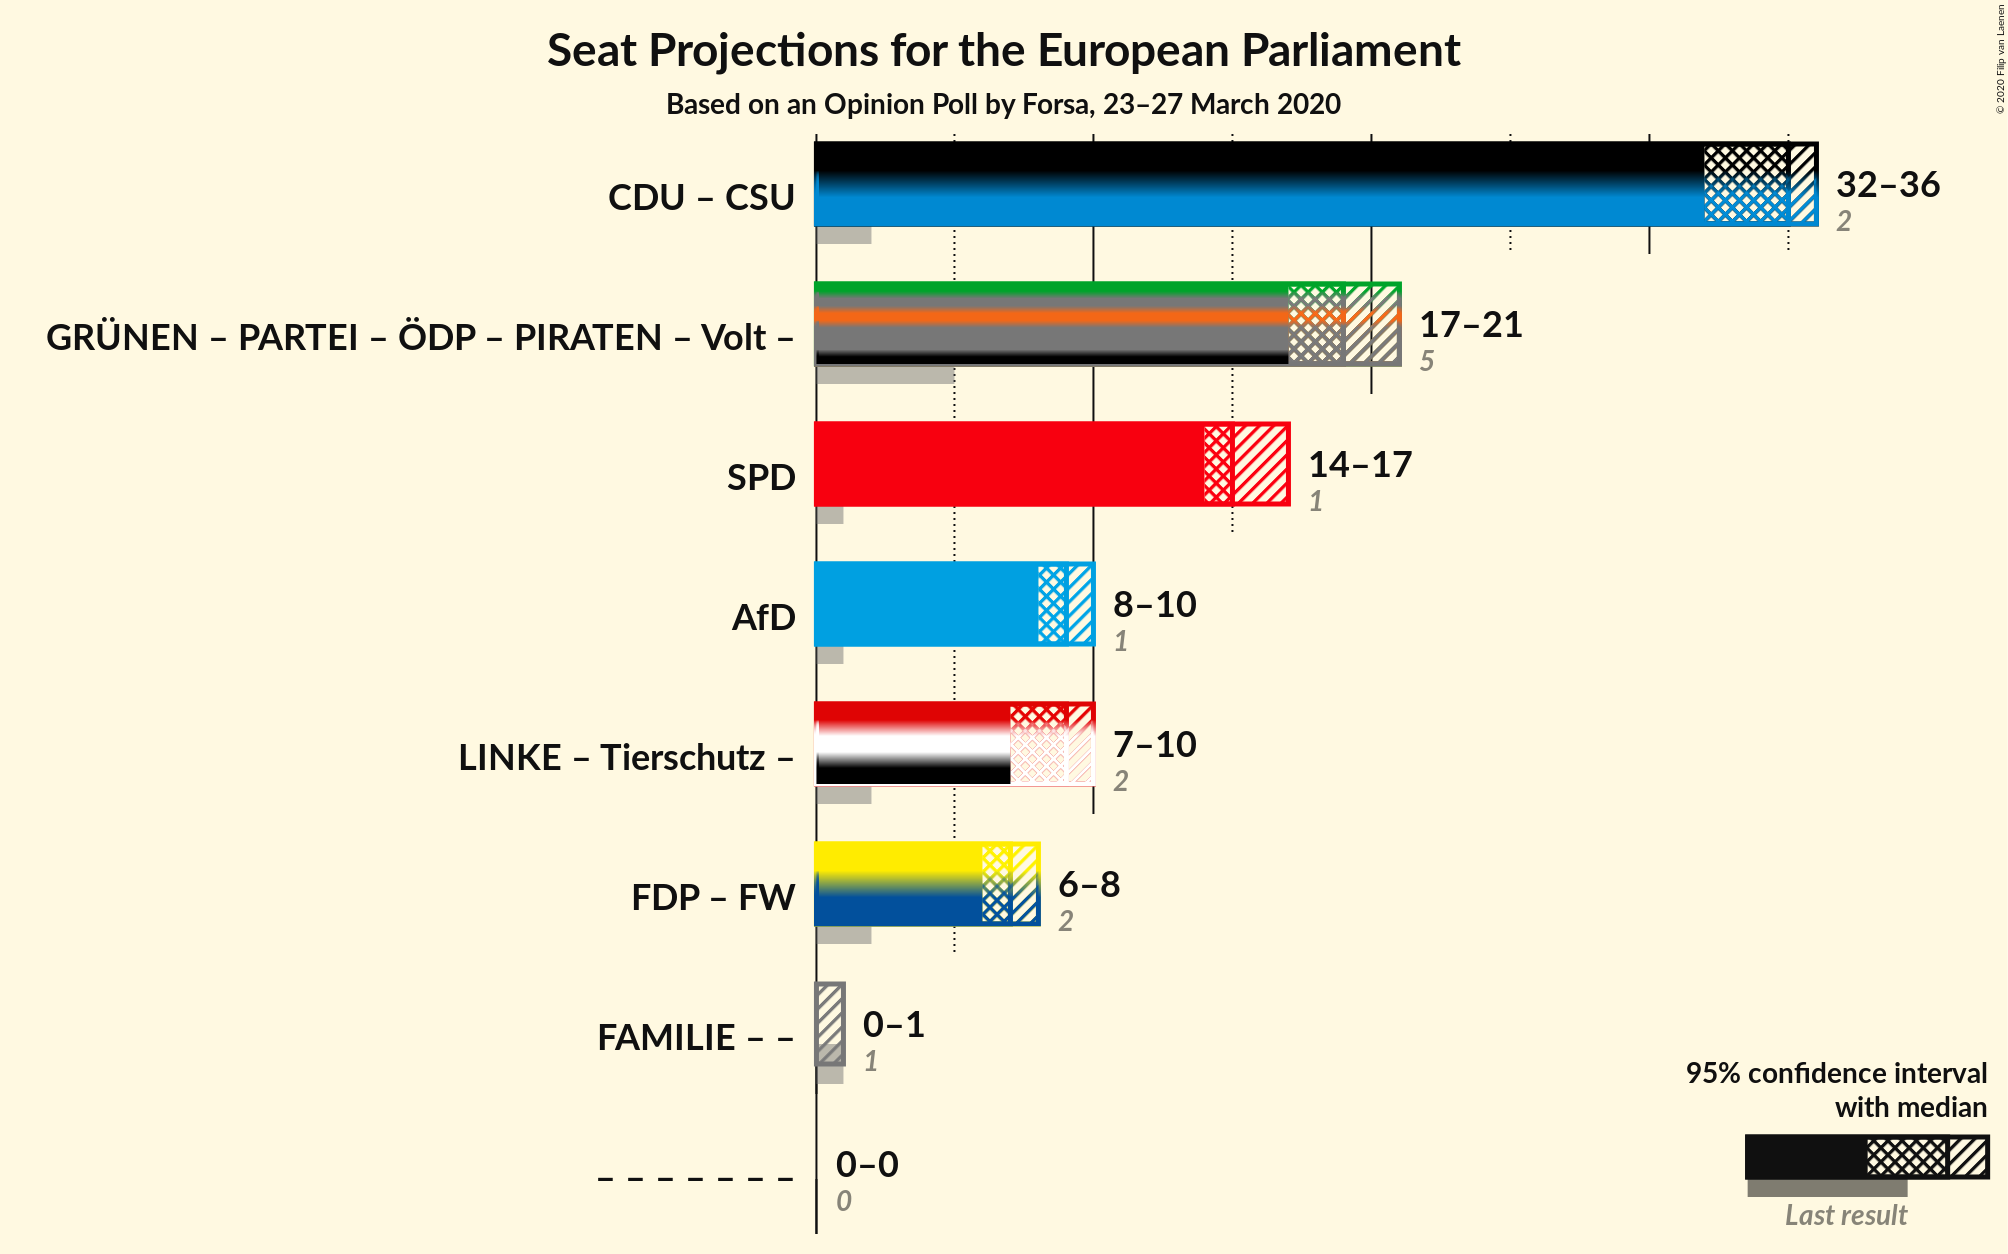 Seat Projections for the European Parliament
Based on an Opinion Poll by Forsa, 23–27 March 2020
© 2020 Filip van Laenen
CDU – CSU
32–36
2
GRÜNEN – PARTEI – ÖDP – PIRATEN – Volt –
17–21
5
SPD
14–17
1
AfD
8–10
1
LINKE – Tierschutz –
7–10
2
FDP – FW
6–8
2
FAMILIE – –
0–1
1
– – – – – – –
0–0
0
95% confidence interval
with median
Last result